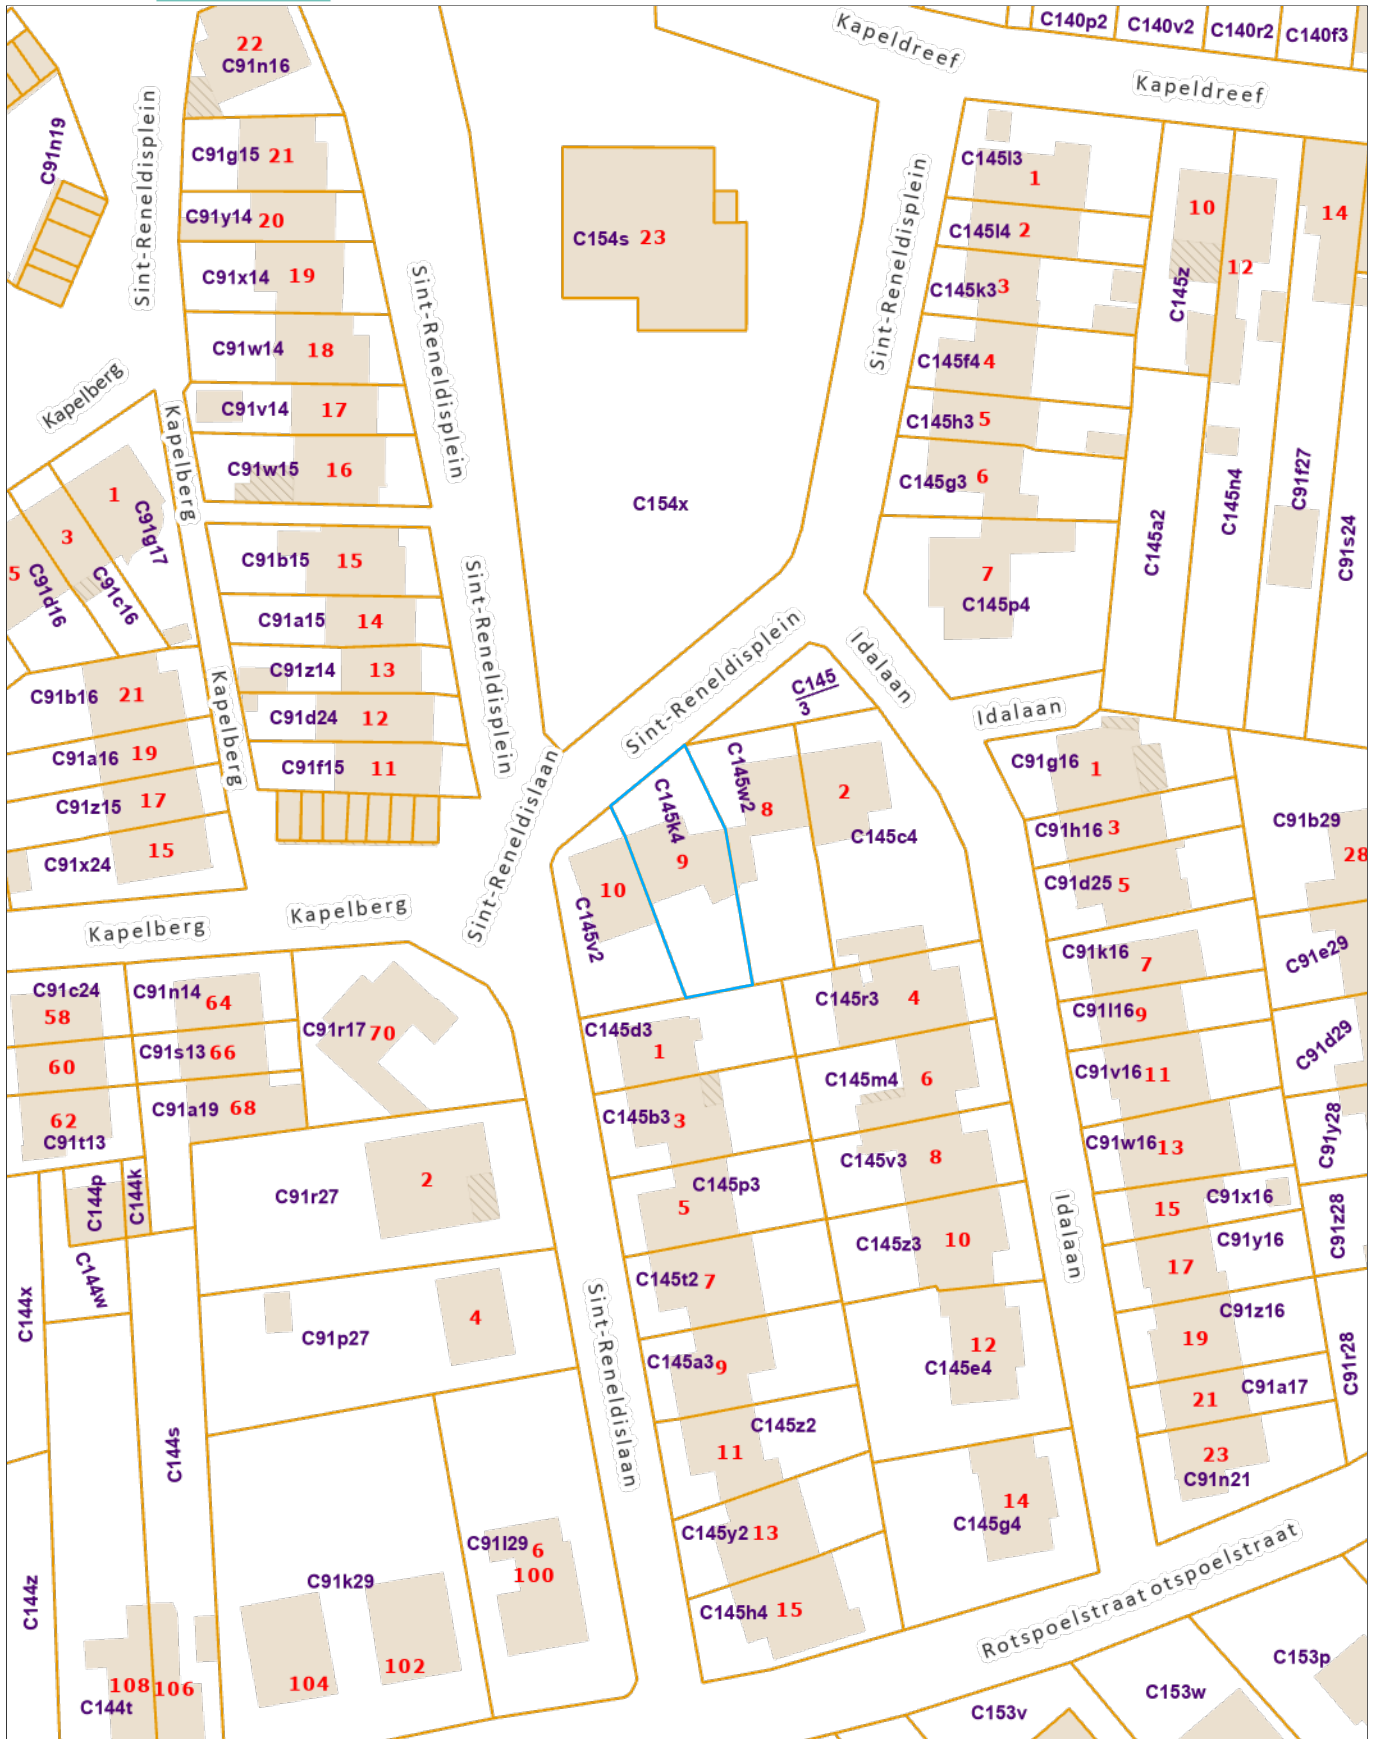 Kapeldreef
C140p2
C140v2
C140r2
C140f3
Kapeldreef
22
C91n16
Sint-Reneldisplein
C91n19
C91g15 21
C91y14 20
C91x14 19
C91w14 18
C91v14 17
C91w15 16
Sint-Reneldisplein
C154s 23
C154x
Sint-Reneldisplein
C145l3
1
C145l4 2
C145k3 3
C145f4 4
C145h3 5
C145g3 6
7
C145p4
10
C145z
12
14
C145a2
C145n4
C91f27
C91s24
Kapelberg
Kapelberg
1
C91g17
3
C91c16
5
C91d16
C91b15 15
C91a15 14
C91z14 13
C91d24 12
C91f15 11
Sint-Reneldisplein
Kapelberg
C91b16 21
C91a16 19
C91z15 17
15
C91x24
Sint-Reneldisplein
Idalaan
C145
3
Idalaan
C145k4
9
C145w2
8
2
C145c4
10
C145v2
Sint-Reneldislaan
Kapelberg
Kapelberg
C91g16 1
C91h16 3
C91d25 5
C91k16 7
C91l16 9
C91v16 11
C91w16 13
15 C91x16
17 C91y16
C91z16
19
21 C91a17
23
C91n21
C91b29
28
C91e29
C91d29
C91y28
C91z28
C91r28
C91c24
58
60
62
C91t13
C91n14 64
C91s13 66
C91a19 68
C91r17 70
C145d3
1
C145b3 3
C145p3
5
C145t2 7
C145a3 9
C145z2
11
C145y2 13
C145h4 15
C145r3 4
C145m4 6
C145v3 8
C145z3 10
12
C145e4
14
C145g4
Idalaan
Sint-Reneldislaan
C144p
C144k
C144w
C144x
C144s
C144z
C91r27 2
C91p27 4
C91l29 6
100
C91k29
104
102
108 106
C144t
Rotspoelstraat
otspoelstraat
C153p
C153w
C153v